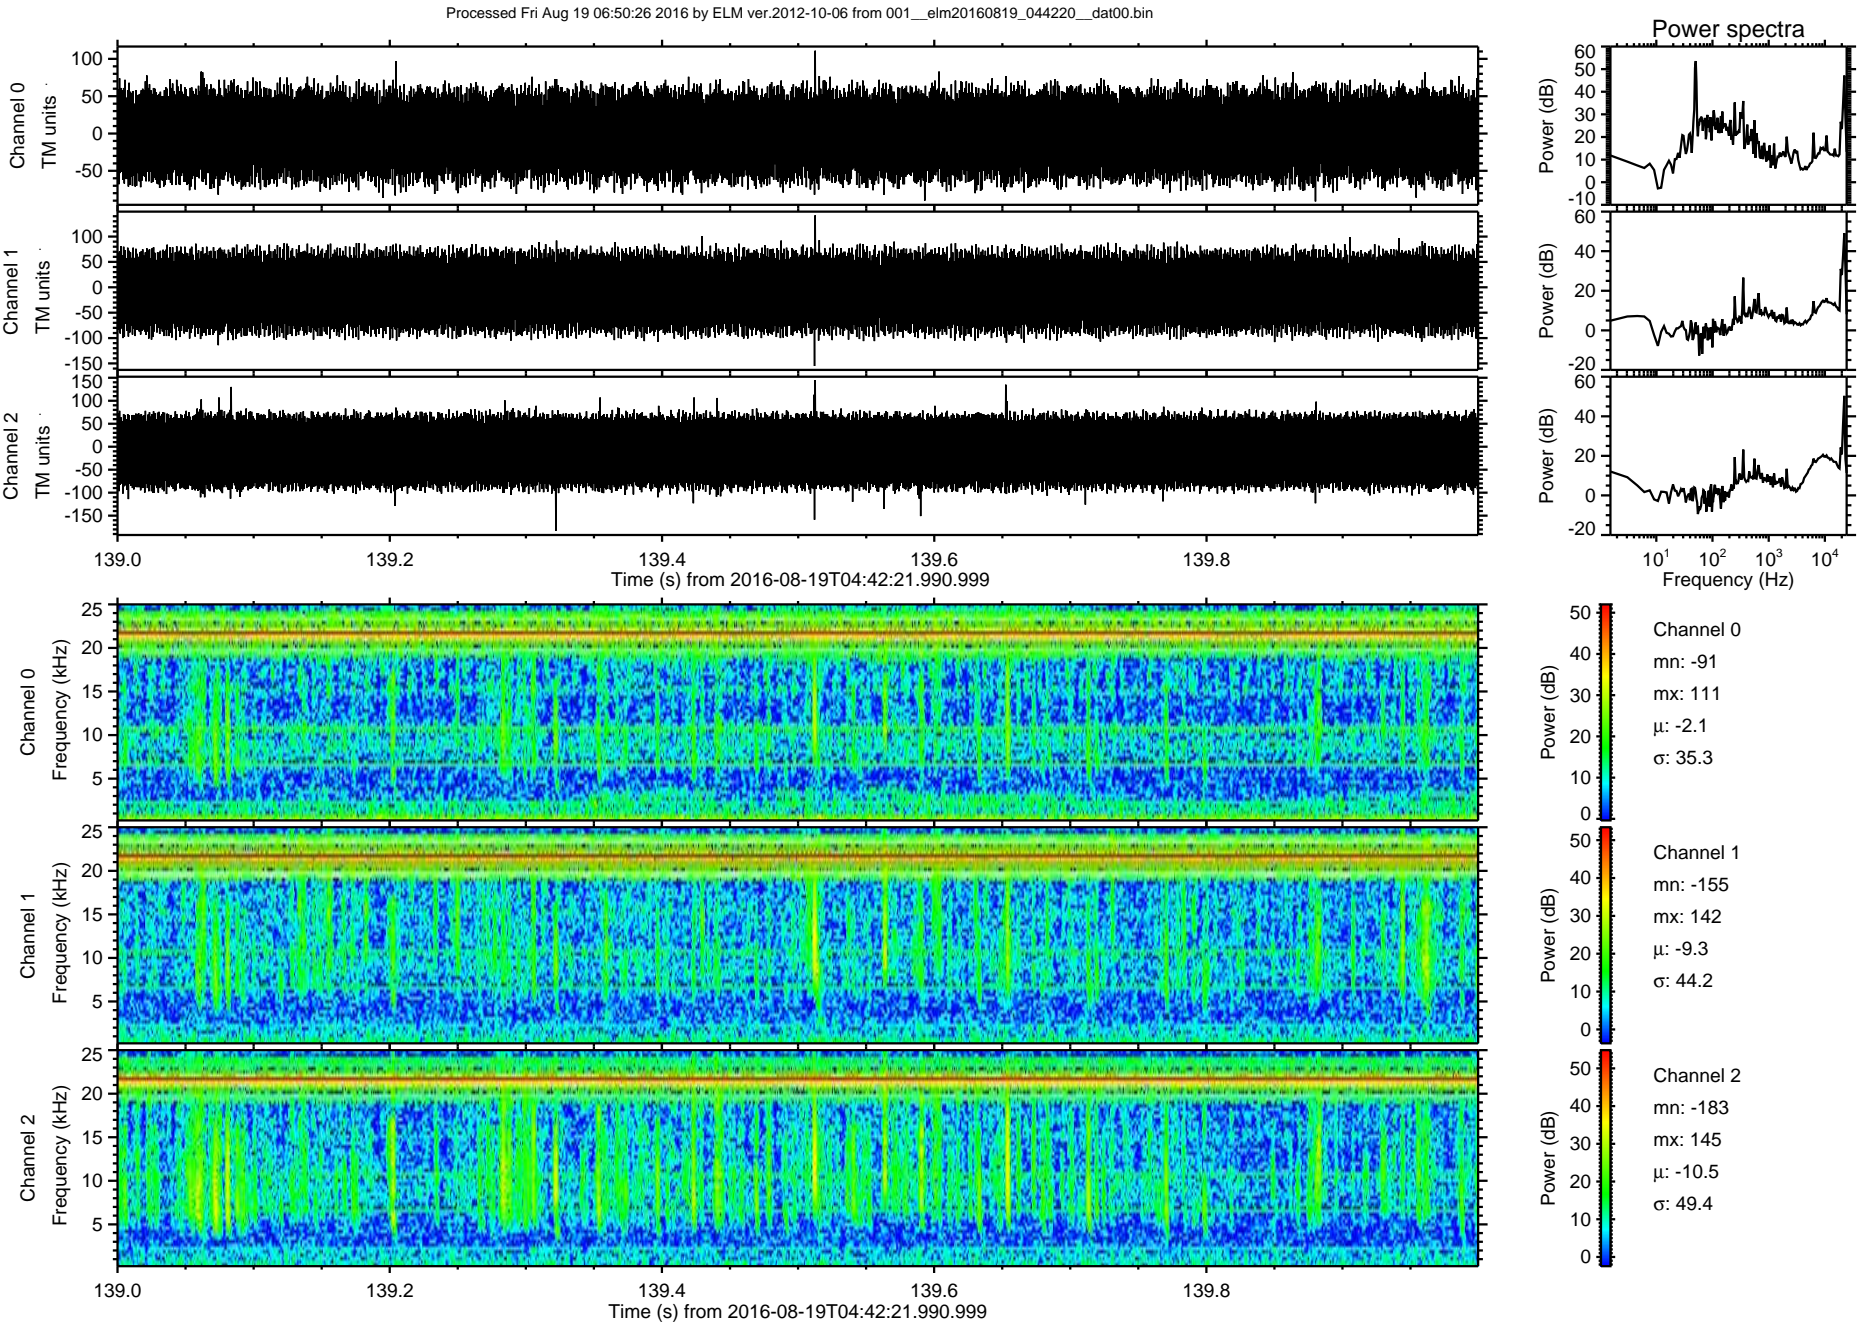 Processed Fri Aug 19 06:50:26 2016 by ELM ver.2012-10-06 from 001__elm20160819_044220__dat00.bin
Power spectra
Channel 0
TM units
100
50
0
-50
Power (dB)
60
50
40
30
20
10
0
-10
Channel 1
TM units
100
50
0
-50
-100
-150
Power (dB)
60
40
20
0
-20
Channel 2
TM units
150
100
50
0
-50
-100
-150
Power (dB)
60
40
20
0
-20
139.0 139.2 139.4 139.6 139.8
Time (s) from 2016-08-19T04:42:21.990.999
10^1 10^2 10^3 10^4
Frequency (Hz)
Channel 0
Frequency (kHz)
25
20
15
10
5
Power (dB)
50
40
30
20
10
0
Channel 0
mn: -91
mx: 111
μ: -2.1
σ: 35.3
Channel 1
Frequency (kHz)
25
20
15
10
5
Power (dB)
50
40
30
20
10
0
Channel 1
mn: -155
mx: 142
μ: -9.3
σ: 44.2
Channel 2
Frequency (kHz)
25
20
15
10
5
Power (dB)
50
40
30
20
10
0
Channel 2
mn: -183
mx: 145
μ: -10.5
σ: 49.4
139.0 139.2 139.4 139.6 139.8
Time (s) from 2016-08-19T04:42:21.990.999